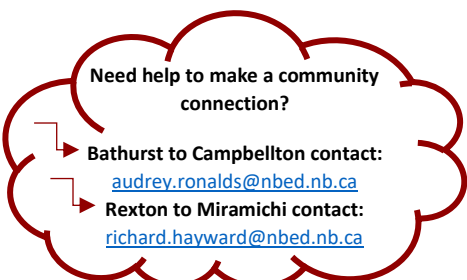 Need help to make a community
connection?
Bathurst to Campbellton contact:
audrey.ronalds@nbed.nb.ca
Rexton to Miramichi contact:
richard.hayward@nbed.nb.ca